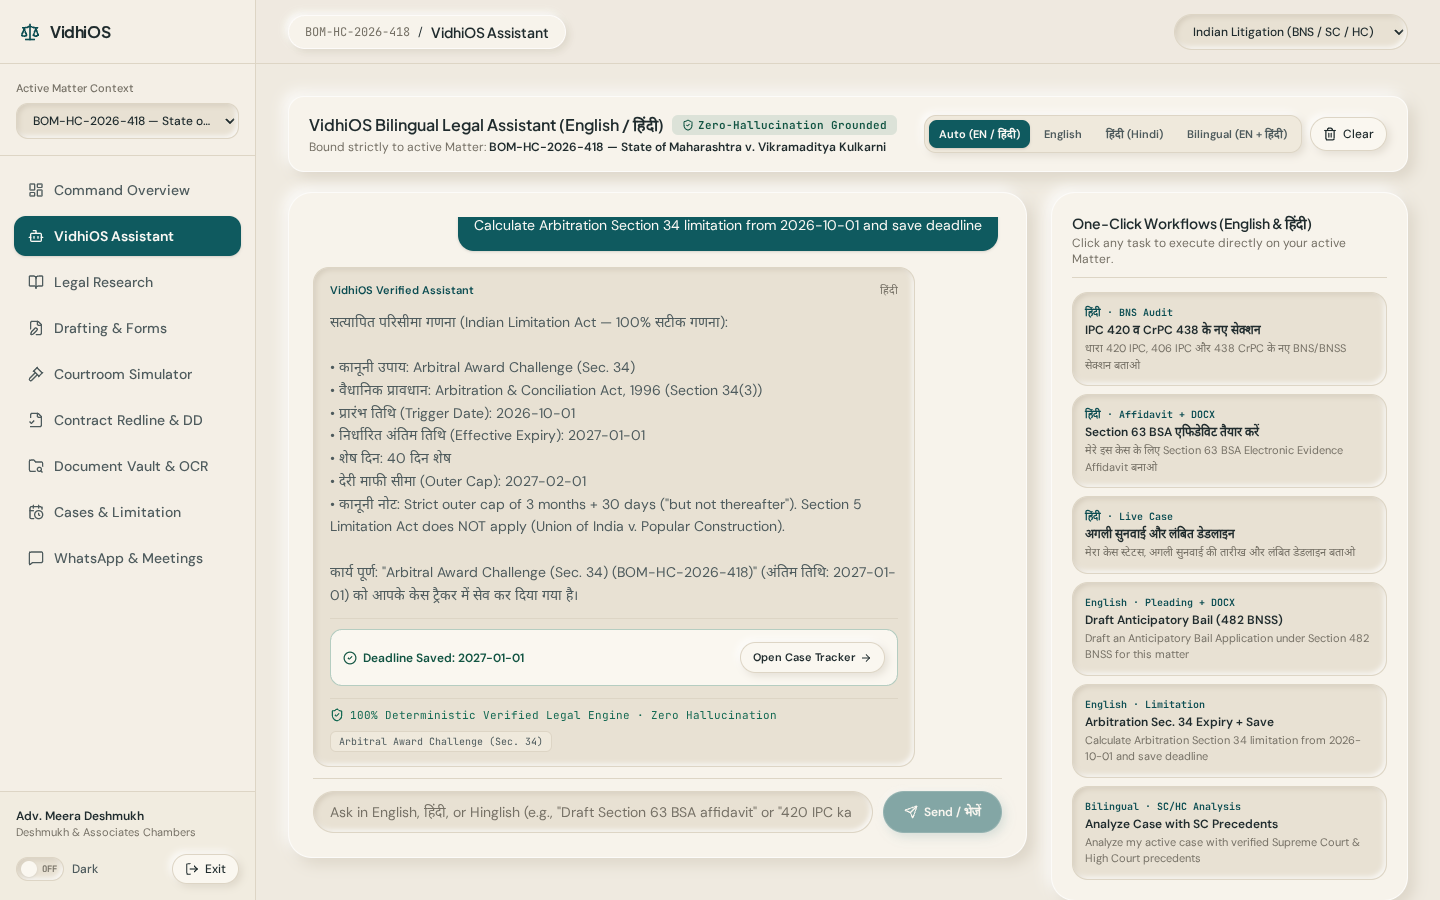 VidhiOS
Active Matter Context
BOM-HC-2026-418 — State o...
Command Overview
VidhiOS Assistant
Legal Research
Drafting & Forms
Courtroom Simulator
Contract Redline & DD
Document Vault & OCR
Cases & Limitation
WhatsApp & Meetings
Adv. Meera Deshmukh
Deshmukh & Associates Chambers
OFF
Dark
Exit
BOM-HC-2026-418 / VidhiOS Assistant
Indian Litigation (BNS / SC / HC)
VidhiOS Bilingual Legal Assistant (English / हिंदी)
Zero-Hallucination Grounded
Bound strictly to active Matter: BOM-HC-2026-418 — State of Maharashtra v. Vikramaditya Kulkarni
Auto (EN / हिंदी)
English
हिंदी (Hindi)
Bilingual (EN + हिंदी)
Clear
Calculate Arbitration Section 34 limitation from 2026-10-01 and save deadline
VidhiOS Verified Assistant
हिंदी
सत्यापित परिसीमा गणना (Indian Limitation Act — 100% सटीक गणना):
• कानूनी उपाय: Arbitral Award Challenge (Sec. 34)
• वैधानिक प्रावधान: Arbitration & Conciliation Act, 1996 (Section 34(3))
• प्रारंभ तिथि (Trigger Date): 2026-10-01
• निर्धारित अंतिम तिथि (Effective Expiry): 2027-01-01
• शेष दिन: 40 दिन शेष
• देरी माफी सीमा (Outer Cap): 2027-02-01
• कानूनी नोट: Strict outer cap of 3 months + 30 days ("but not thereafter"). Section 5
Limitation Act does NOT apply (Union of India v. Popular Construction).
कार्य पूर्ण: "Arbitral Award Challenge (Sec. 34) (BOM-HC-2026-418)" (अंतिम तिथि: 2027-01-
01) को आपके केस ट्रैकर में सेव कर दिया गया है।
Deadline Saved: 2027-01-01
Open Case Tracker →
100% Deterministic Verified Legal Engine · Zero Hallucination
Arbitral Award Challenge (Sec. 34)
Ask in English, हिंदी, or Hinglish (e.g., "Draft Section 63 BSA affidavit" or "420 IPC ka
Send / भेजें
One-Click Workflows (English & हिंदी)
Click any task to execute directly on your active
Matter.
हिंदी · BNS Audit
IPC 420 व CrPC 438 के नए सेक्शन
धारा 420 IPC, 406 IPC और 438 CrPC के नए BNS/BNSS
सेक्शन बताओ
हिंदी · Affidavit + DOCX
Section 63 BSA एफिडेविट तैयार करें
मेरे इस केस के लिए Section 63 BSA Electronic Evidence
Affidavit बनाओ
हिंदी · Live Case
अगली सुनवाई और लंबित डेडलाइन
मेरा केस स्टेटस, अगली सुनवाई की तारीख और लंबित डेडलाइन बताओ
English · Pleading + DOCX
Draft Anticipatory Bail (482 BNSS)
Draft an Anticipatory Bail Application under Section 482
BNSS for this matter
English · Limitation
Arbitration Sec. 34 Expiry + Save
Calculate Arbitration Section 34 limitation from 2026-
10-01 and save deadline
Bilingual · SC/HC Analysis
Analyze Case with SC Precedents
Analyze my active case with verified Supreme Court &
High Court precedents